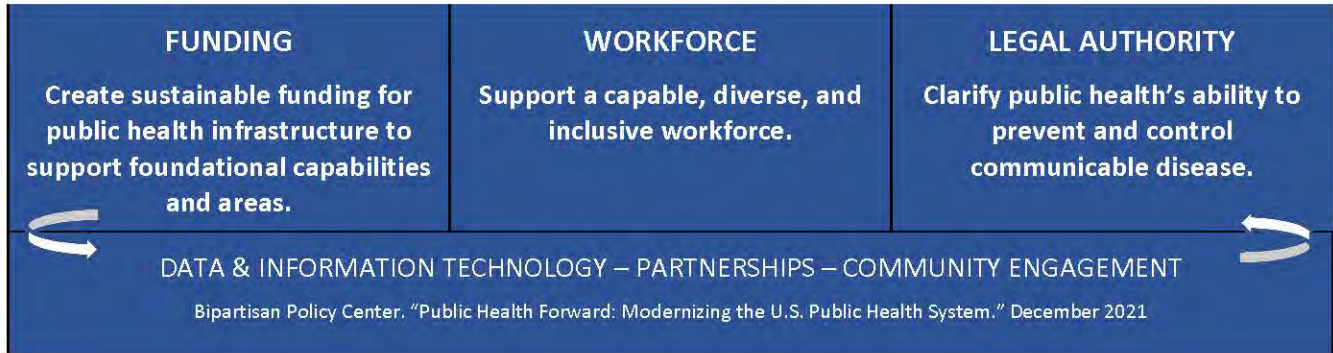 FUNDING
Create sustainable funding for
public health infrastructure to
support foundational capabilities
and areas.
WORKFORCE
Support a capable, diverse, and
inclusive workforce.
LEGAL AUTHORITY
Clarify public health’s ability to
prevent and control
communicable disease.
DATA & INFORMATION TECHNOLOGY – PARTNERSHIPS – COMMUNITY ENGAGEMENT
Bipartisan Policy Center. “Public Health Forward: Modernizing the U.S. Public Health System.” December 2021